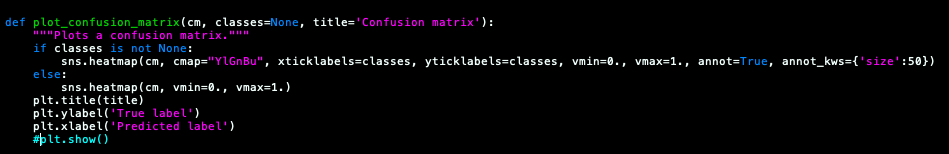 def plot_confusion_matrix(cm, classes=None, title='Confusion matrix'):
    """Plots a confusion matrix."""
    if classes is not None:
        sns.heatmap(cm, cmap="YlGnBu", xticklabels=classes, yticklabels=classes, vmin=0., vmax=1., annot=True, annot_kws={'size':50})
    else:
        sns.heatmap(cm, vmin=0., vmax=1.)
    plt.title(title)
    plt.ylabel('True label')
    plt.xlabel('Predicted label')
    #plt.show()